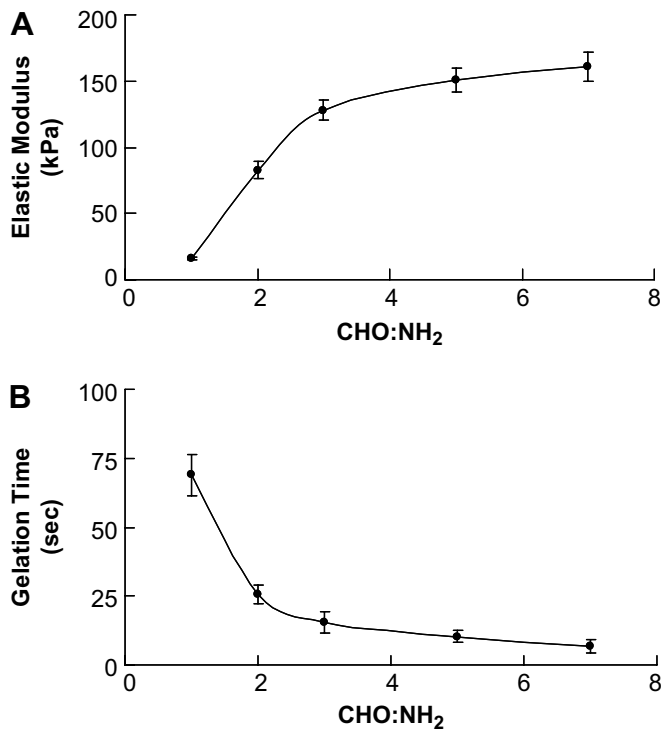 A
Elastic Modulus
(kPa)
200
150
100
50
0
0 2 4 6 8
CHO:NH₂
B
Gelation Time
(sec)
100
75
50
25
0
0 2 4 6 8
CHO:NH₂